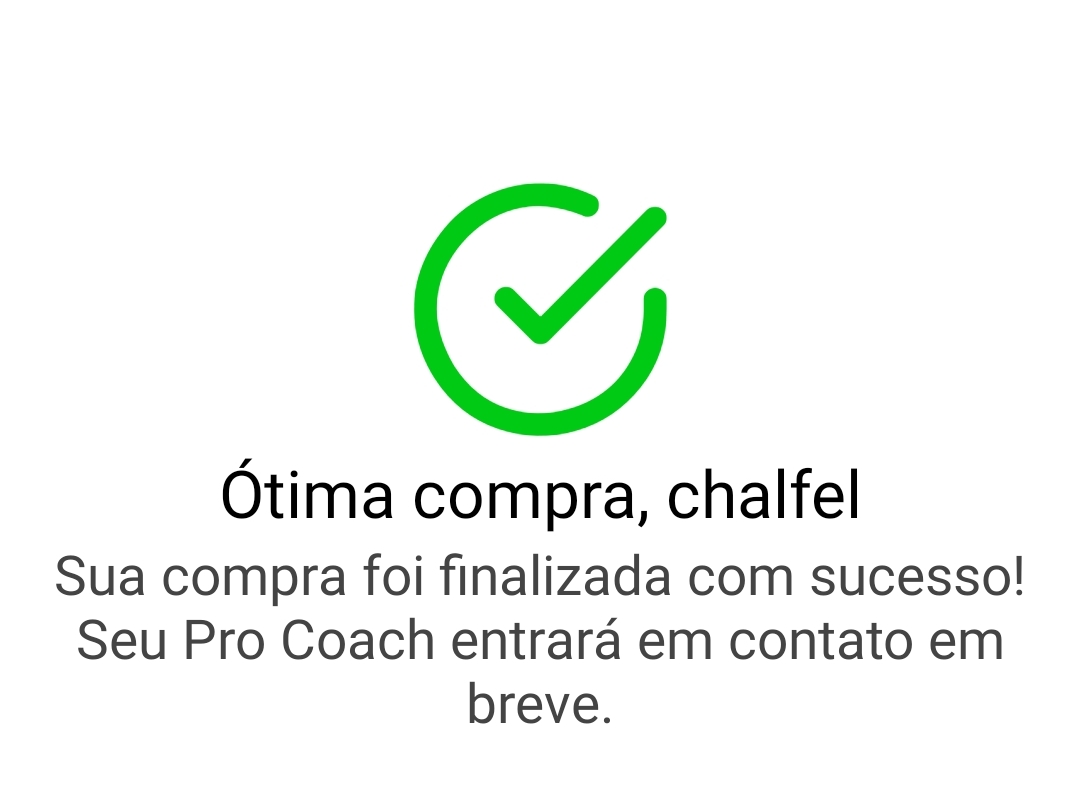 Ótima compra, chalfel
Sua compra foi finalizada com sucesso!
Seu Pro Coach entrará em contato em
breve.